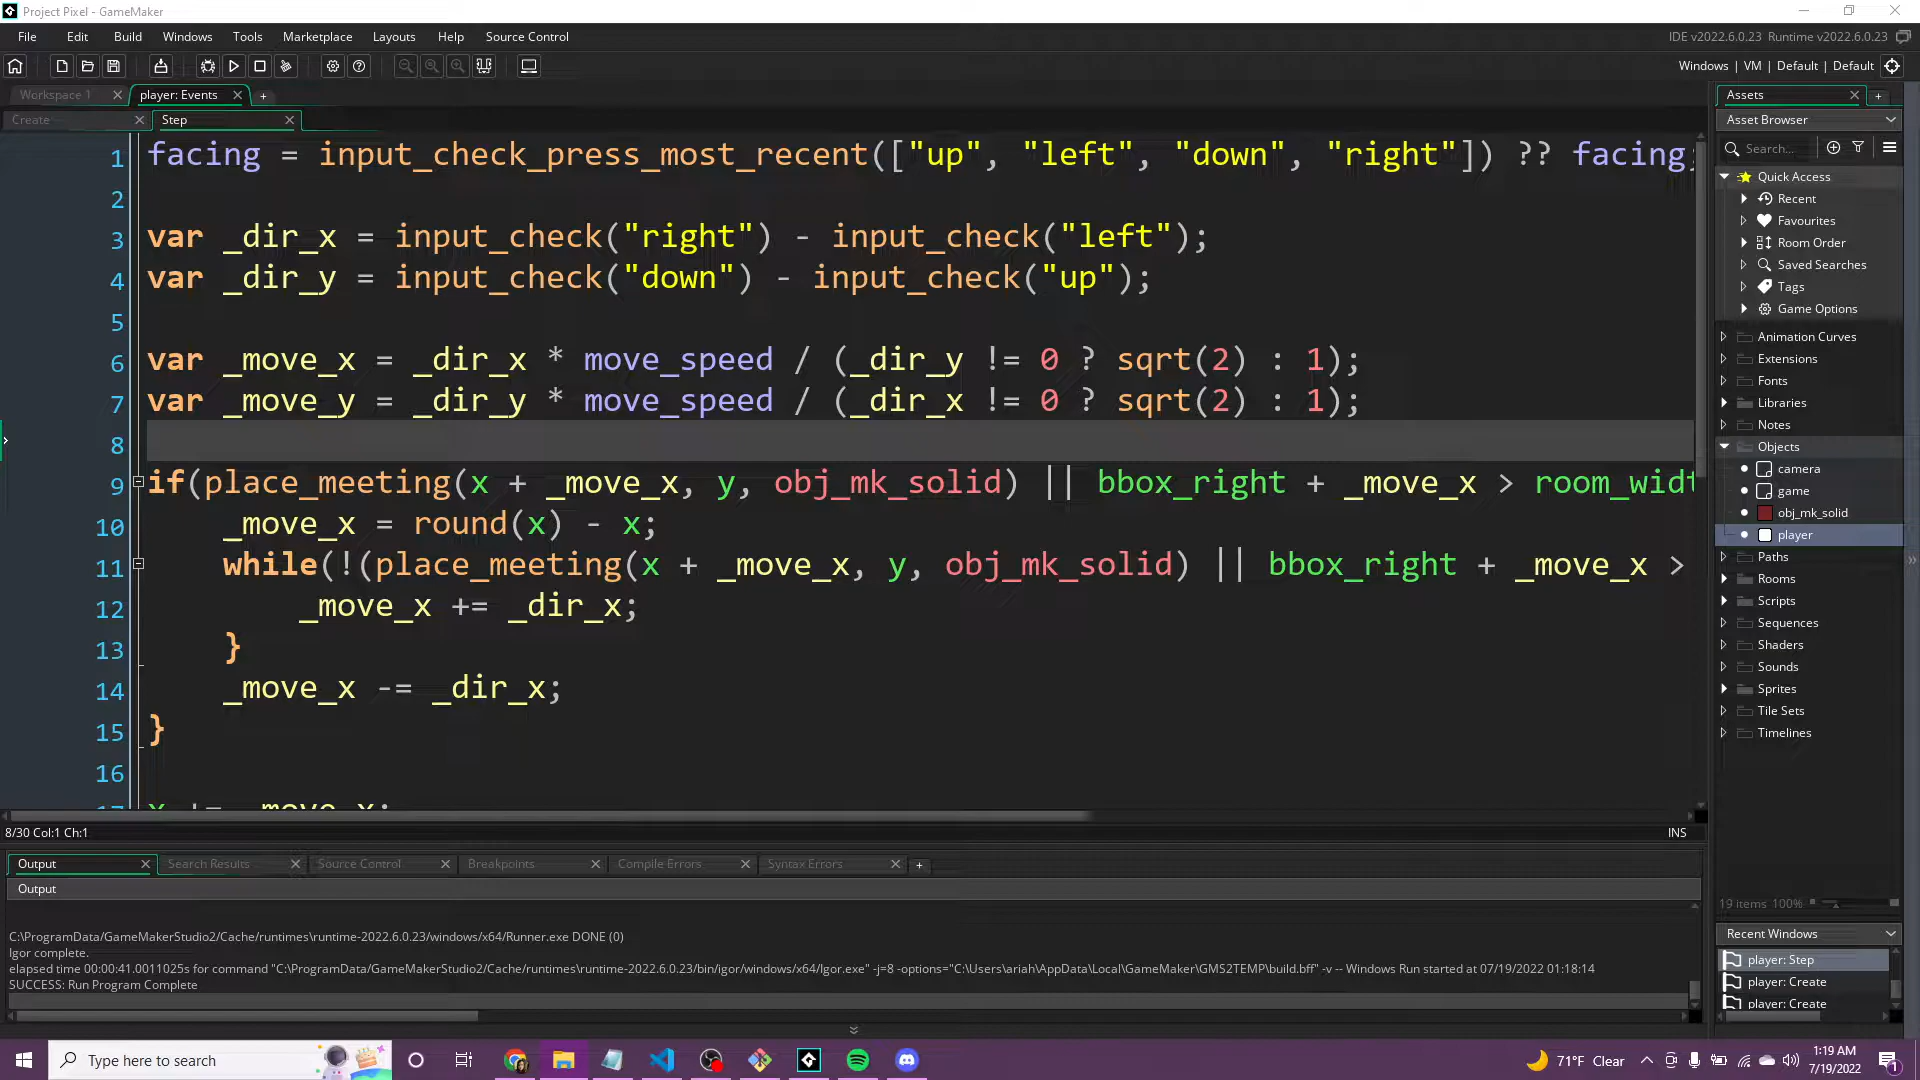 Project Pixel - GameMaker
File Edit Build Windows Tools Marketplace Layouts Help Source Control
IDE v2022.6.0.23 Runtime v2022.6.0.23
Windows | VM | Default | Default
Workspace 1
player: Events
Create
Step
1 facing = input_check_press_most_recent(["up", "left", "down", "right"]) ?? facing;
2
3 var _dir_x = input_check("right") - input_check("left");
4 var _dir_y = input_check("down") - input_check("up");
5
6 var _move_x = _dir_x * move_speed / (_dir_y != 0 ? sqrt(2) : 1);
7 var _move_y = _dir_y * move_speed / (_dir_x != 0 ? sqrt(2) : 1);
8
9 if(place_meeting(x + _move_x, y, obj_mk_solid) || bbox_right + _move_x > room_widt
10 _move_x = round(x) - x;
11 while(!(place_meeting(x + _move_x, y, obj_mk_solid) || bbox_right + _move_x >
12 _move_x += _dir_x;
13 }
14 _move_x -= _dir_x;
15 }
16
17 x += _move_x;
8/30 Col:1 Ch:1
INS
Output
Search Results
Source Control
Breakpoints
Compile Errors
Syntax Errors
Output
C:\ProgramData/GameMakerStudio2/Cache/runtimes\runtime-2022.6.0.23/windows/x64/Runner.exe DONE (0)
Igor complete.
elapsed time 00:00:41.0011025s for command "C:\ProgramData/GameMakerStudio2/Cache/runtimes\runtime-2022.6.0.23/bin/igor/windows/x64/Igor.exe" -j=8 -options="C:\Users\ariah\AppData\Local\GameMaker\GMS2TEMP\build.bff" -v -- Windows Run started at 07/19/2022 01:18:14
SUCCESS: Run Program Complete
Assets
Asset Browser
Search...
Quick Access
Recent
Favourites
Room Order
Saved Searches
Tags
Game Options
Animation Curves
Extensions
Fonts
Libraries
Notes
Objects
camera
game
obj_mk_solid
player
Paths
Rooms
Scripts
Sequences
Shaders
Sounds
Sprites
Tile Sets
Timelines
19 items 100%
Recent Windows
player: Step
player: Create
player: Create
Type here to search
71°F Clear
1:19 AM
7/19/2022
1